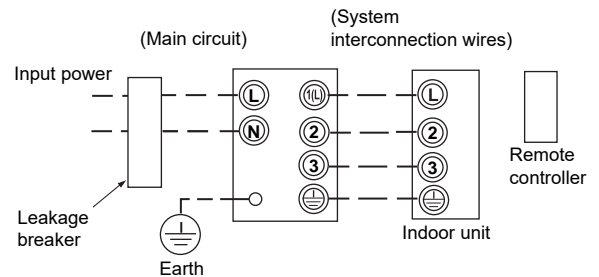 (System
interconnection wires)
(Main circuit)
Input power
L
1(L)
L
N
2
2
3
3
Remote
controller
Leakage
breaker
Indoor unit
Earth